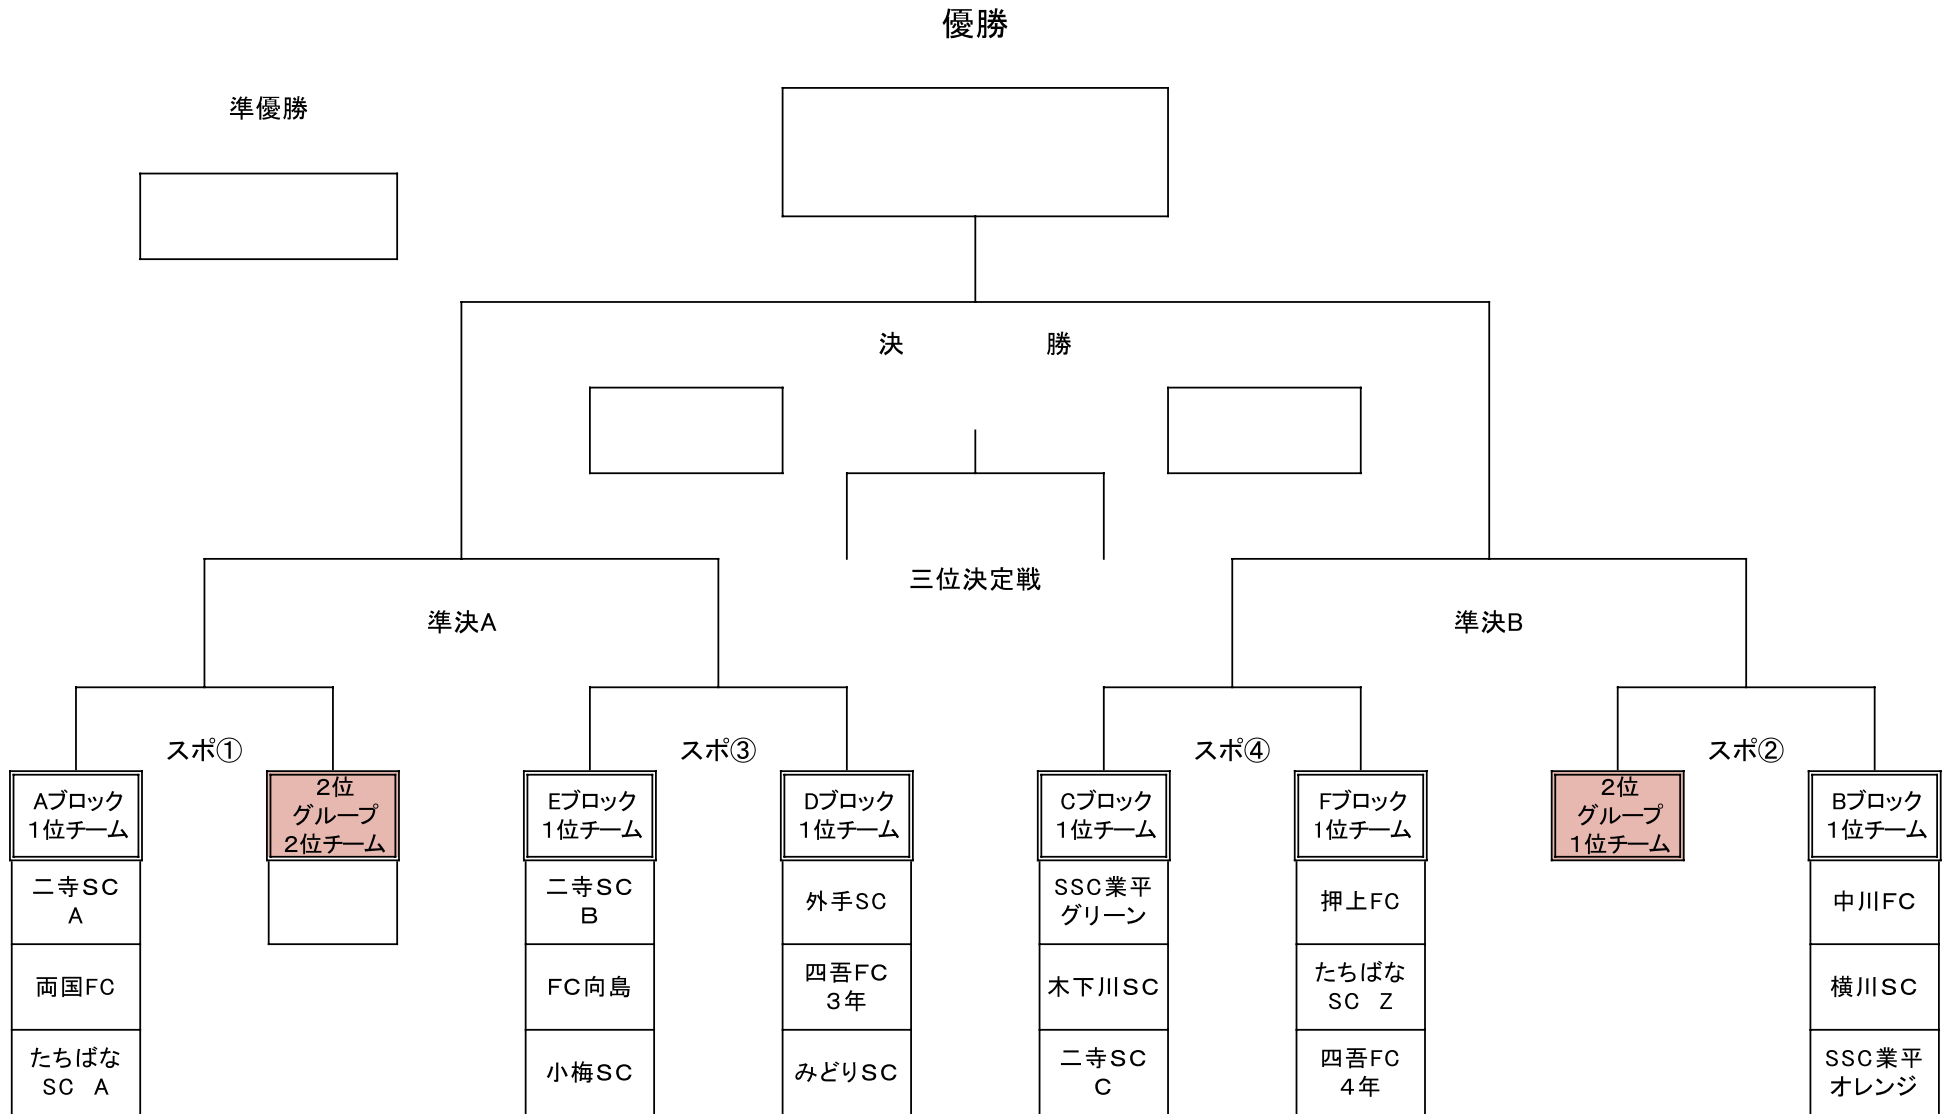 優勝
準優勝
決 勝
三位決定戦
準決A
準決B
スポ①
スポ③
スポ④
スポ②
Aブロック
1位チーム
2位
グループ
2位チーム
Eブロック
1位チーム
Dブロック
1位チーム
Cブロック
1位チーム
Fブロック
1位チーム
2位
グループ
1位チーム
Bブロック
1位チーム
二寺SC
A
二寺SC
B
外手SC
SSC業平
グリーン
押上FC
中川FC
両国FC
FC向島
四吾FC
3年
木下川SC
たちばな
SC Z
横川SC
たちばな
SC A
小梅SC
みどりSC
二寺SC
C
四吾FC
4年
SSC業平
オレンジ